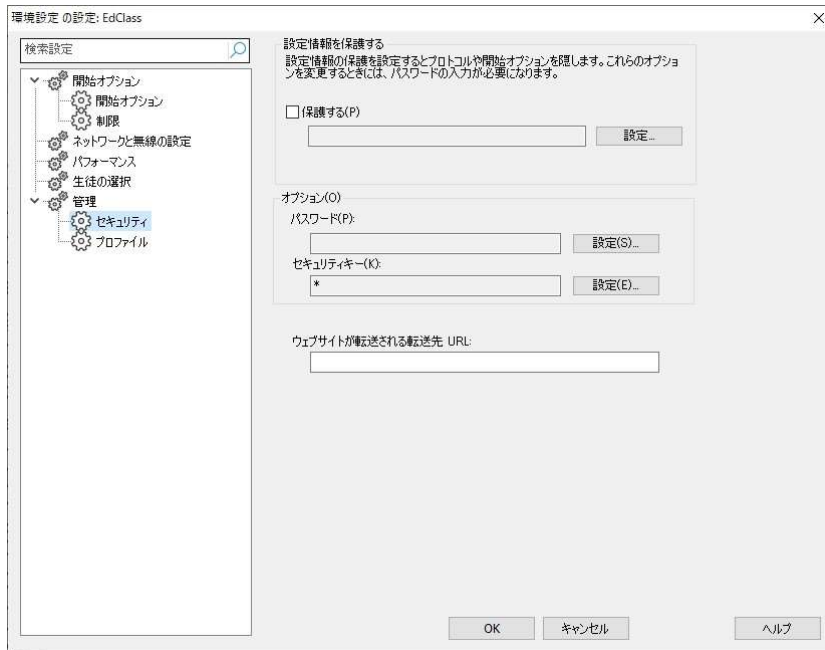 環境設定 の設定: EdClass
検索設定
開始オプション
開始オプション
制限
ネットワークと無線の設定
パフォーマンス
生徒の選択
管理
セキュリティ
プロファイル
設定情報を保護する
設定情報の保護を設定するとプロトコルや開始オプションを隠します。これらのオプショ
ンを変更するときには、パスワードの入力が必要になります。
保護する(P)
設定...
オプション(O)
パスワード(P):
設定(S)...
セキュリティキー(K):
*
設定(E)...
ウェブサイトが転送される転送先 URL:
OK
キャンセル
ヘルプ